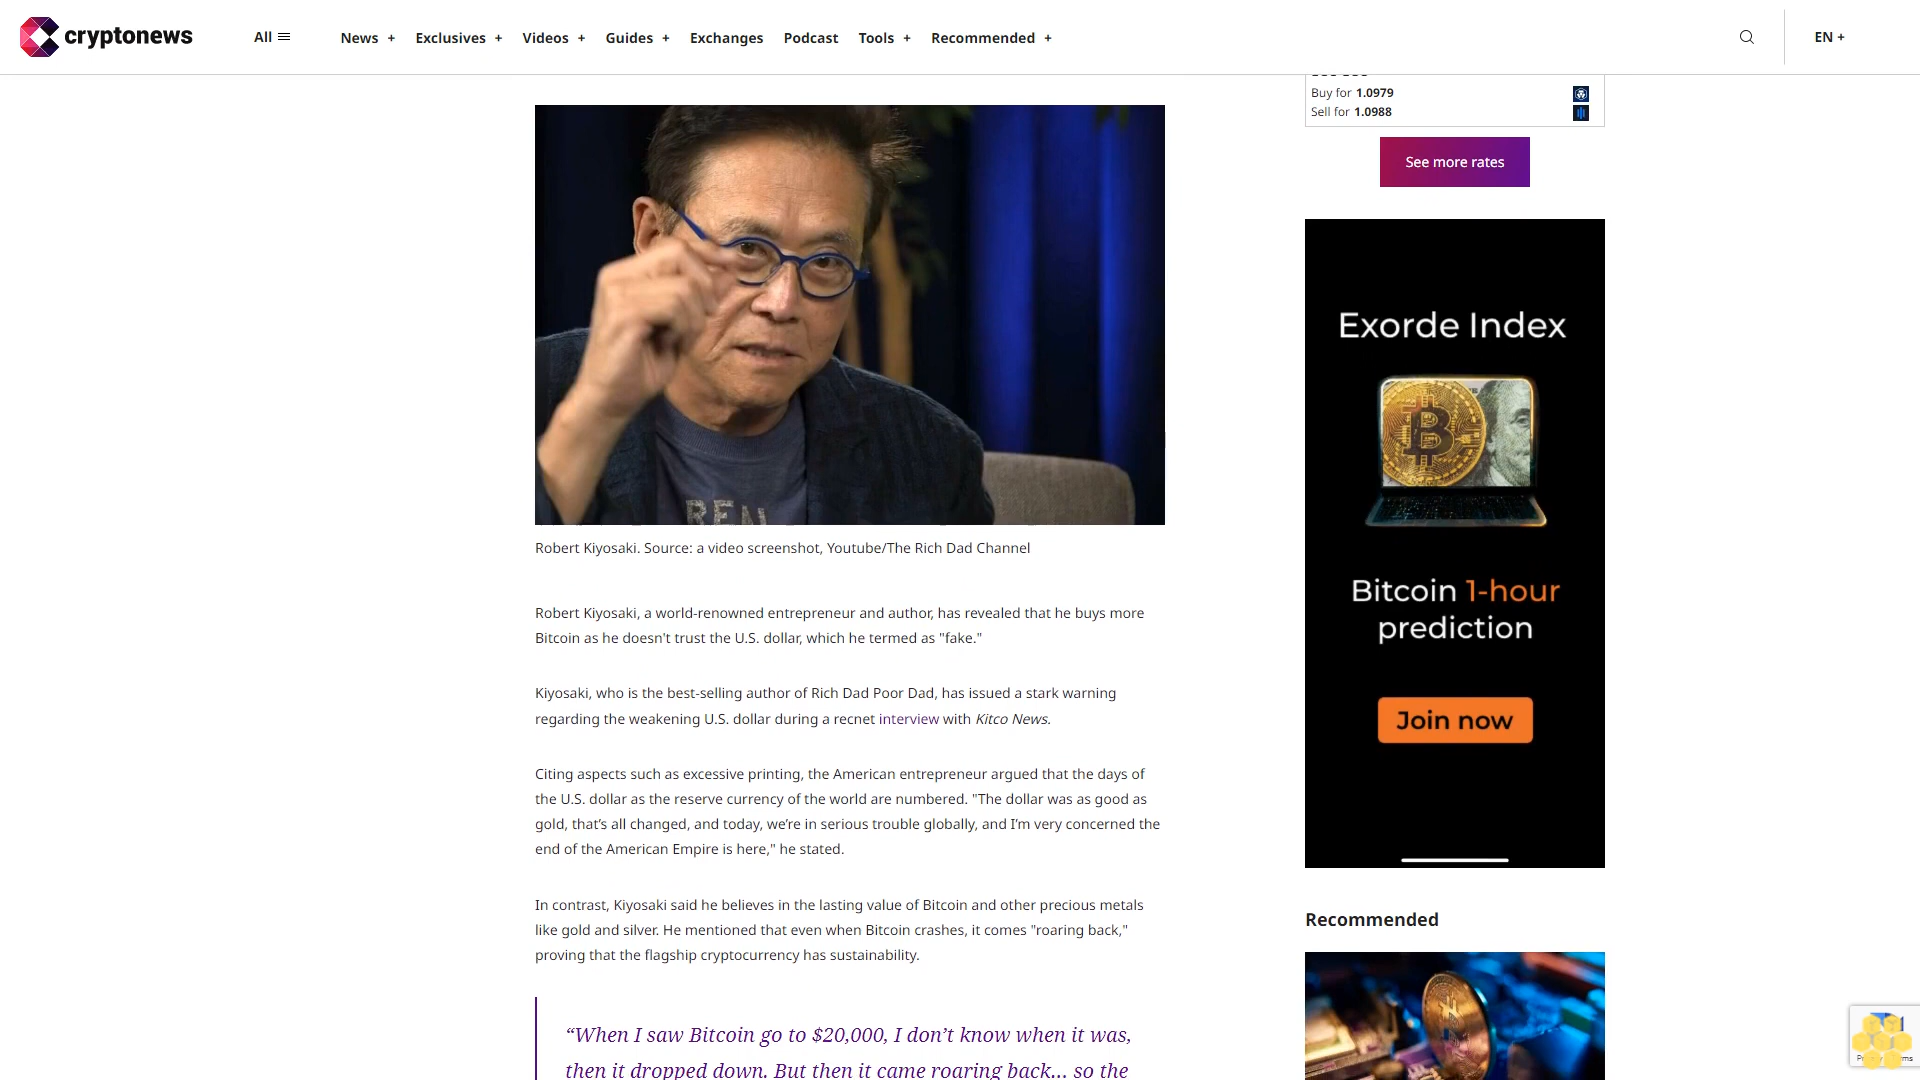 cryptonews
All
News +
Exclusives +
Videos +
Guides +
Exchanges
Podcast
Tools +
Recommended +
EN +
Buy for 1.0979
Sell for 1.0988
See more rates
REN
Robert Kiyosaki. Source: a video screenshot, Youtube/The Rich Dad Channel
Robert Kiyosaki, a world-renowned entrepreneur and author, has revealed that he buys more
Bitcoin as he doesn't trust the U.S. dollar, which he termed as "fake."
Kiyosaki, who is the best-selling author of Rich Dad Poor Dad, has issued a stark warning
regarding the weakening U.S. dollar during a recnet interview with Kitco News.
Citing aspects such as excessive printing, the American entrepreneur argued that the days of
the U.S. dollar as the reserve currency of the world are numbered. "The dollar was as good as
gold, that’s all changed, and today, we’re in serious trouble globally, and I’m very concerned the
end of the American Empire is here," he stated.
In contrast, Kiyosaki said he believes in the lasting value of Bitcoin and other precious metals
like gold and silver. He mentioned that even when Bitcoin crashes, it comes "roaring back,"
proving that the flagship cryptocurrency has sustainability.
“When I saw Bitcoin go to $20,000, I don’t know when it was,
then it dropped down. But then it came roaring back… so the
Exorde Index
Bitcoin 1-hour
prediction
Join now
Recommended